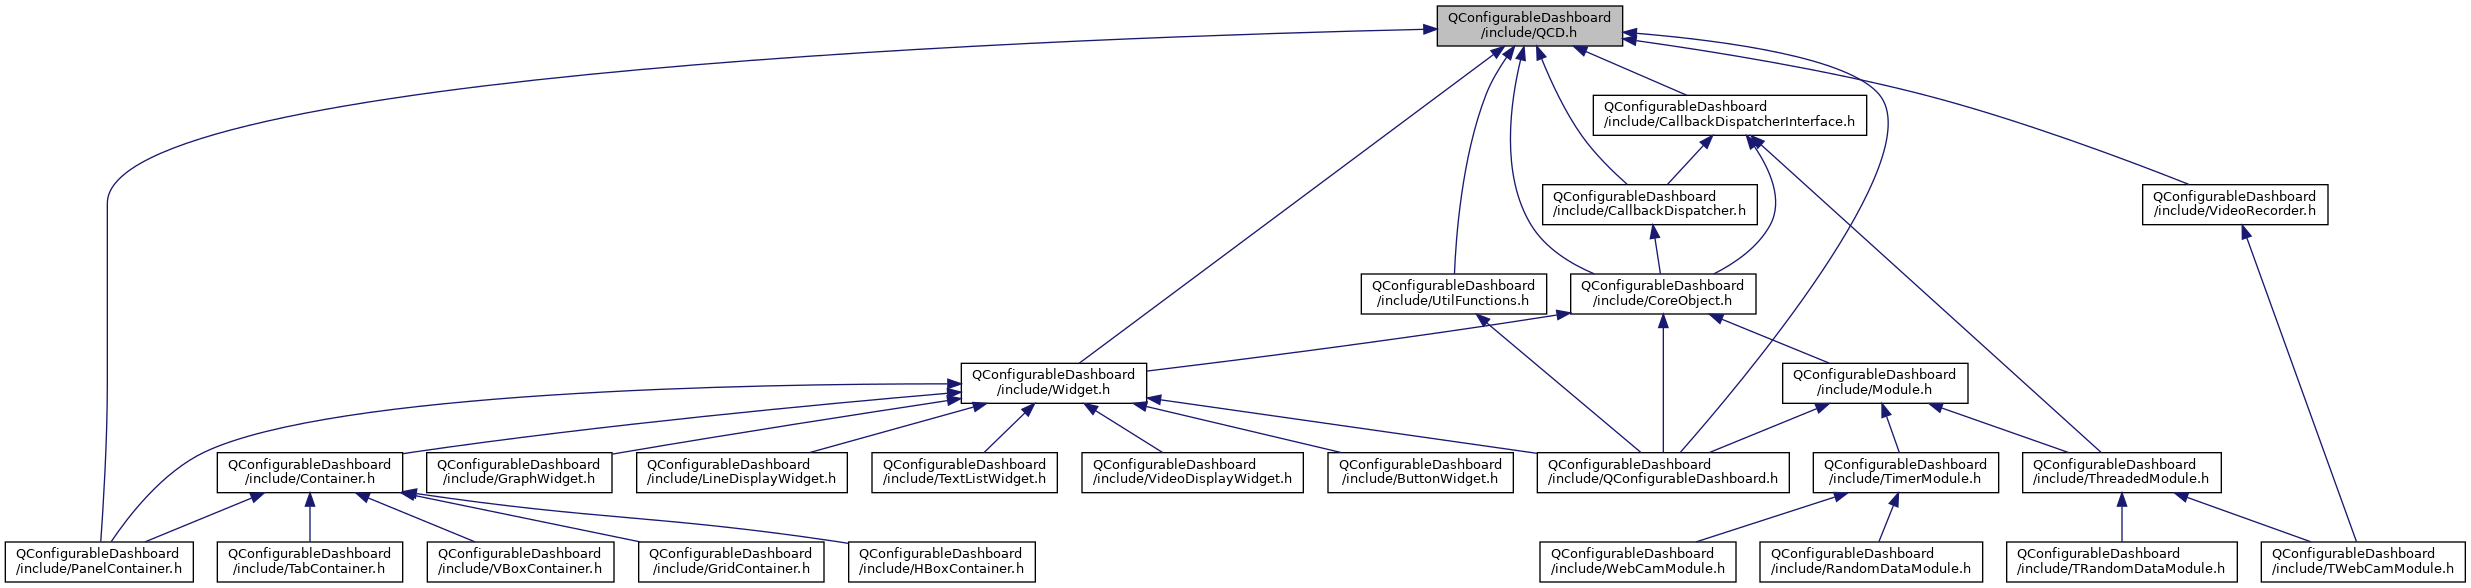 QConfigurableDashboard
/include/QCD.h
QConfigurableDashboard
/include/CallbackDispatcherInterface.h
QConfigurableDashboard
/include/CallbackDispatcher.h
QConfigurableDashboard
/include/VideoRecorder.h
QConfigurableDashboard
/include/UtilFunctions.h
QConfigurableDashboard
/include/CoreObject.h
QConfigurableDashboard
/include/Widget.h
QConfigurableDashboard
/include/Module.h
QConfigurableDashboard
/include/Container.h
QConfigurableDashboard
/include/GraphWidget.h
QConfigurableDashboard
/include/LineDisplayWidget.h
QConfigurableDashboard
/include/TextListWidget.h
QConfigurableDashboard
/include/VideoDisplayWidget.h
QConfigurableDashboard
/include/ButtonWidget.h
QConfigurableDashboard
/include/QConfigurableDashboard.h
QConfigurableDashboard
/include/TimerModule.h
QConfigurableDashboard
/include/ThreadedModule.h
QConfigurableDashboard
/include/PanelContainer.h
QConfigurableDashboard
/include/TabContainer.h
QConfigurableDashboard
/include/VBoxContainer.h
QConfigurableDashboard
/include/GridContainer.h
QConfigurableDashboard
/include/HBoxContainer.h
QConfigurableDashboard
/include/WebCamModule.h
QConfigurableDashboard
/include/RandomDataModule.h
QConfigurableDashboard
/include/TRandomDataModule.h
QConfigurableDashboard
/include/TWebCamModule.h